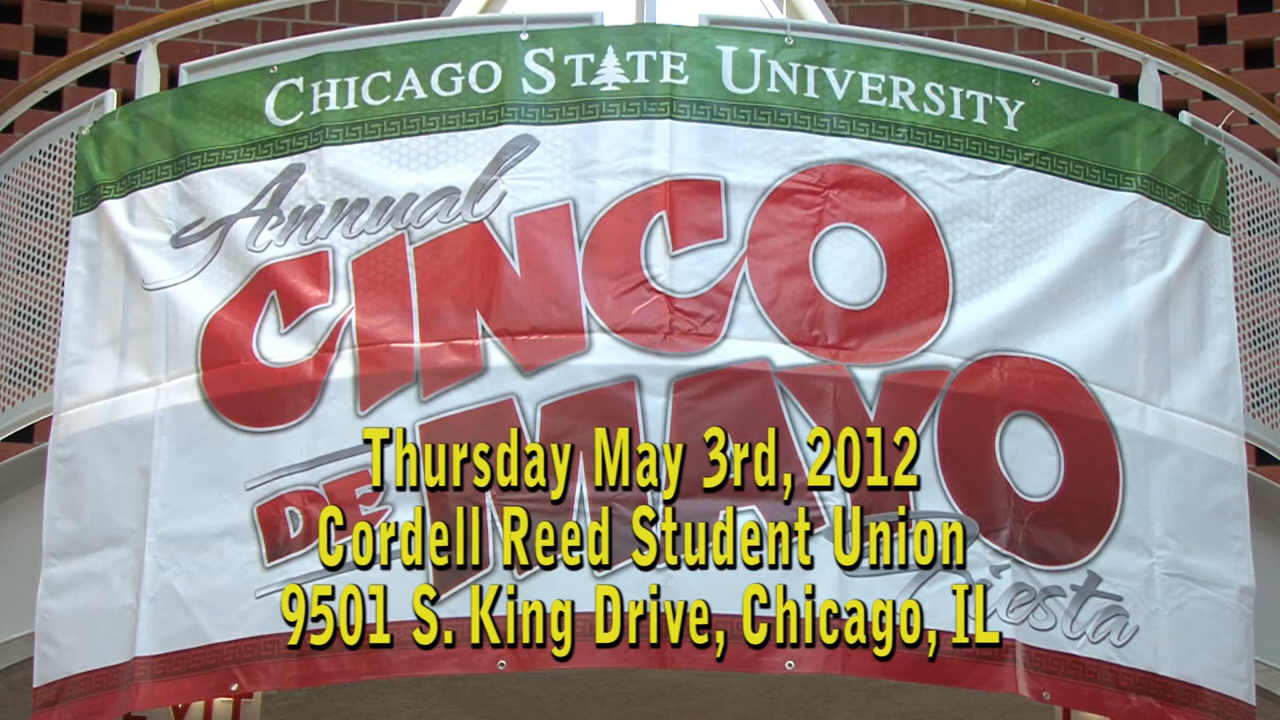 CHICAGO STATE UNIVERSITY
Annual
CINCO
DE MAYO
Fiesta
Thursday May 3rd, 2012
Cordell Reed Student Union
9501 S. King Drive, Chicago, IL
EXIT